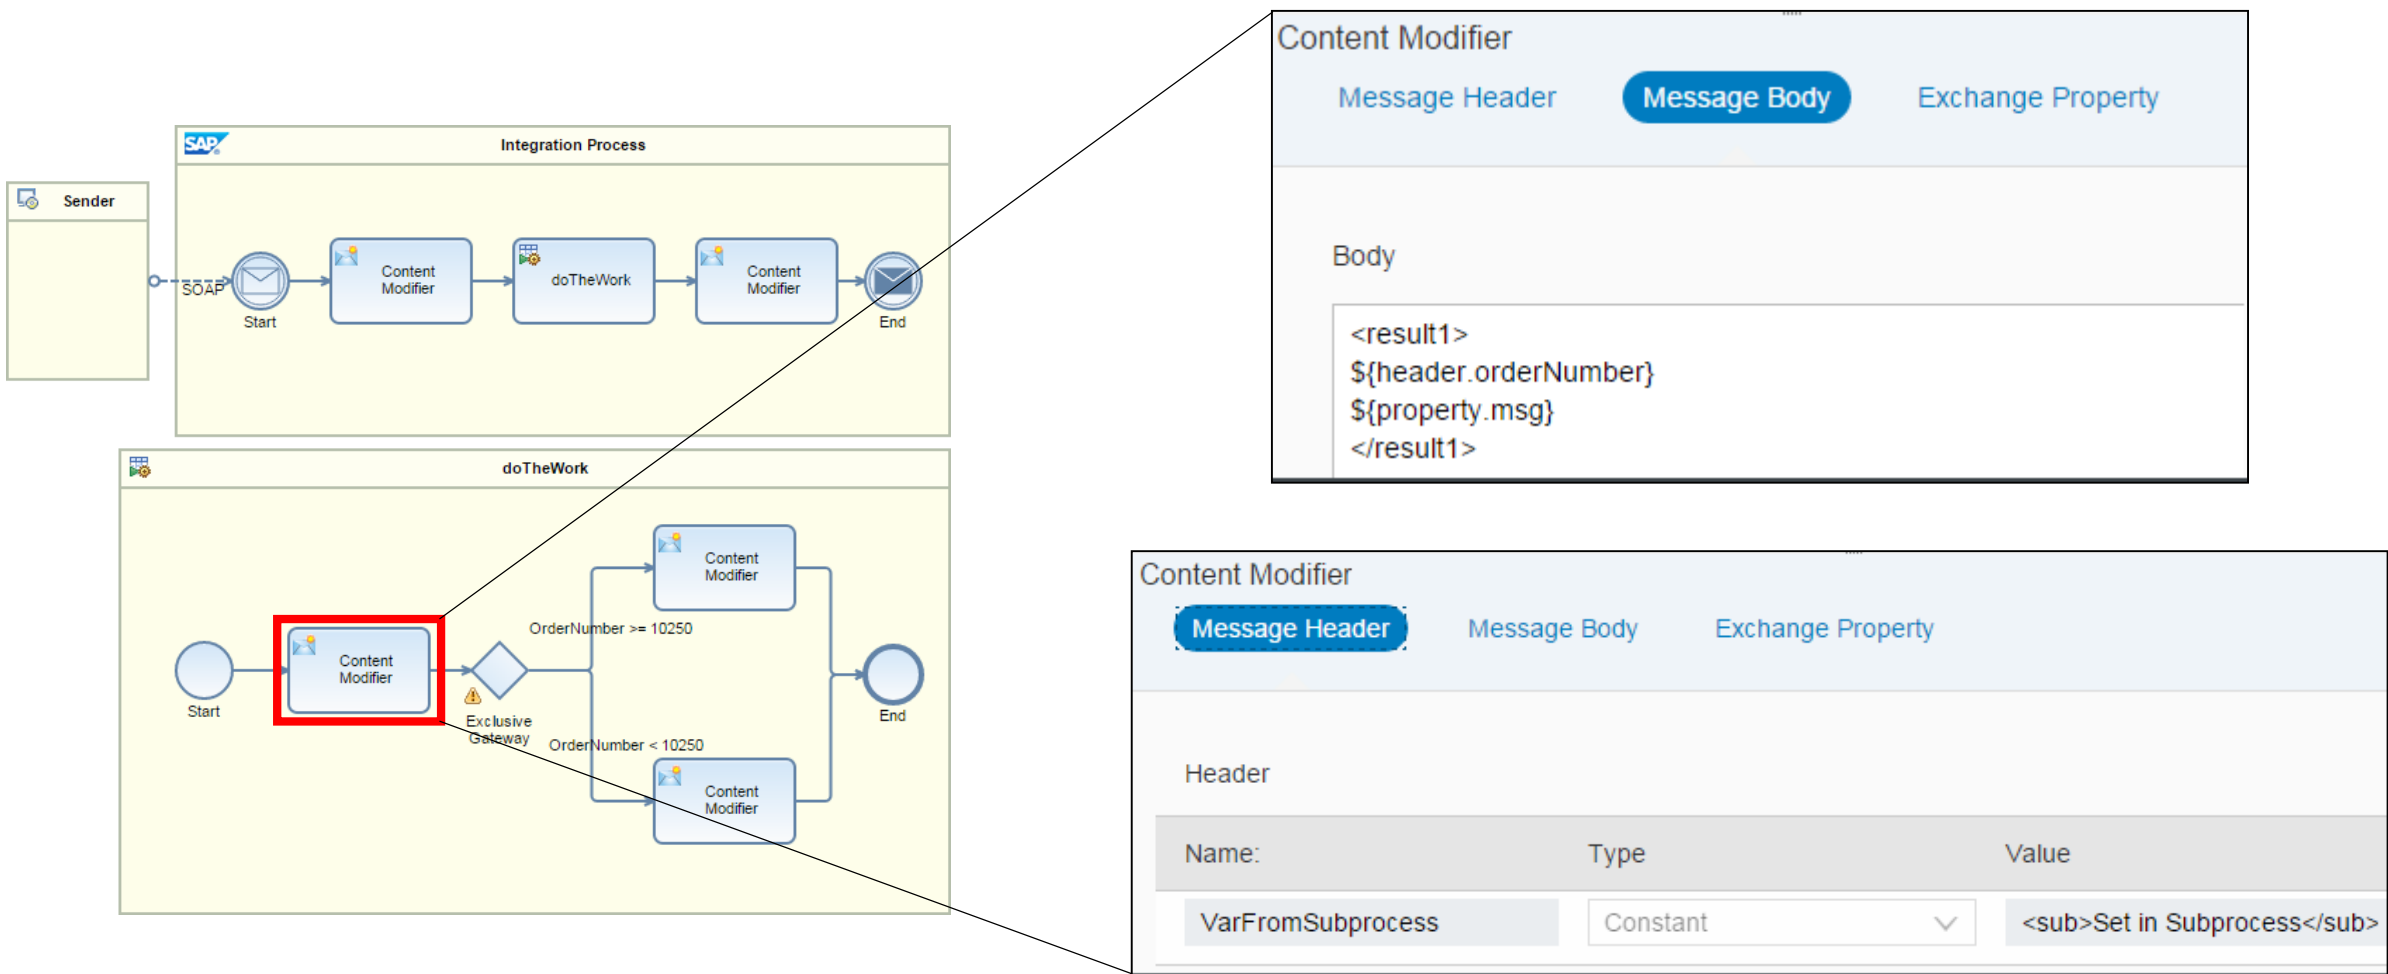 SAP
Integration Process
Sender
SOAP
Start
Content
Modifier
doTheWork
Content
Modifier
End
doTheWork
Start
Content
Modifier
Exclusive
Gateway
OrderNumber >= 10250
OrderNumber < 10250
Content
Modifier
Content
Modifier
End
Content Modifier
Message Header
Message Body
Exchange Property
Body
<result1>
${header.orderNumber}
${property.msg}
</result1>
Content Modifier
Message Header
Message Body
Exchange Property
Header
Name: Type Value
VarFromSubprocess Constant <sub>Set in Subprocess</sub>